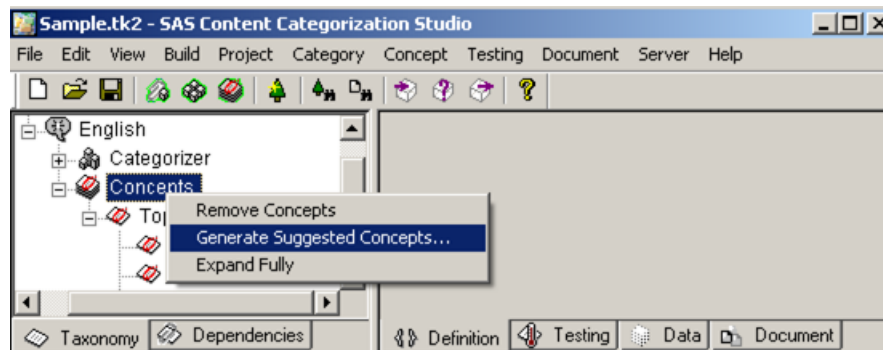 Sample.tk2 - SAS Content Categorization Studio
File Edit View Build Project Category Concept Testing Document Server Help
English
Categorizer
Concepts
Remove Concepts
Generate Suggested Concepts...
Expand Fully
Taxonomy Dependencies Definition Testing Data Document